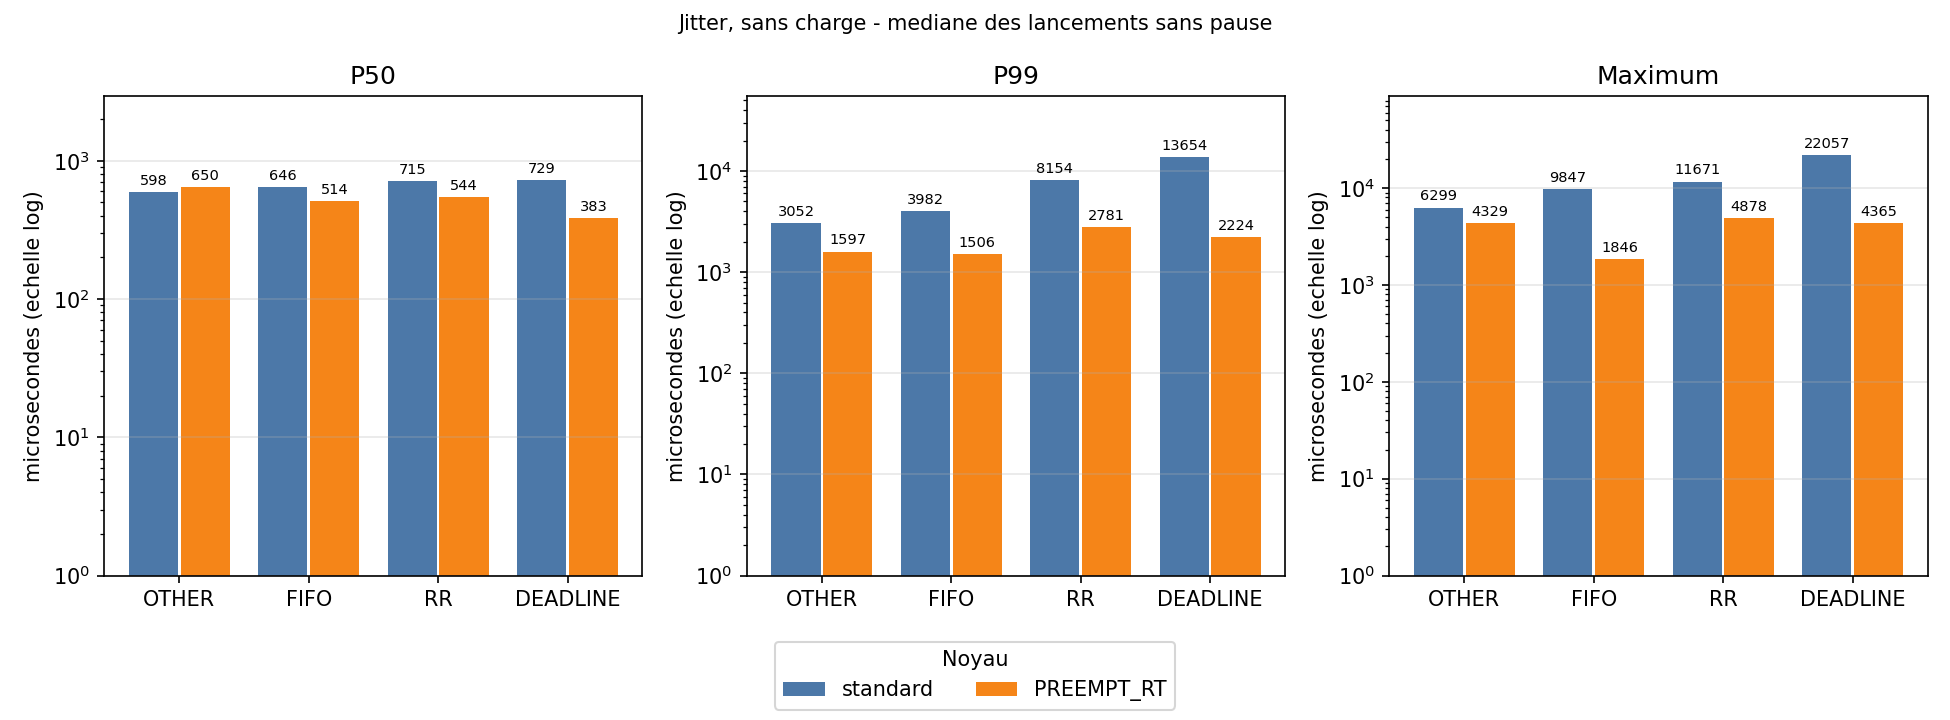 Jitter, sans charge - mediane des lancements sans pause
P50
microsecondes (echelle log)
10³
10²
10¹
10⁰
598
650
646
514
715
544
729
383
OTHER
FIFO
RR
DEADLINE
P99
microsecondes (echelle log)
10⁴
10³
10²
10¹
10⁰
3052
1597
3982
1506
8154
2781
13654
2224
OTHER
FIFO
RR
DEADLINE
Maximum
microsecondes (echelle log)
10⁴
10³
10²
10¹
10⁰
6299
4329
9847
1846
11671
4878
22057
4365
OTHER
FIFO
RR
DEADLINE
Noyau
standard
PREEMPT_RT